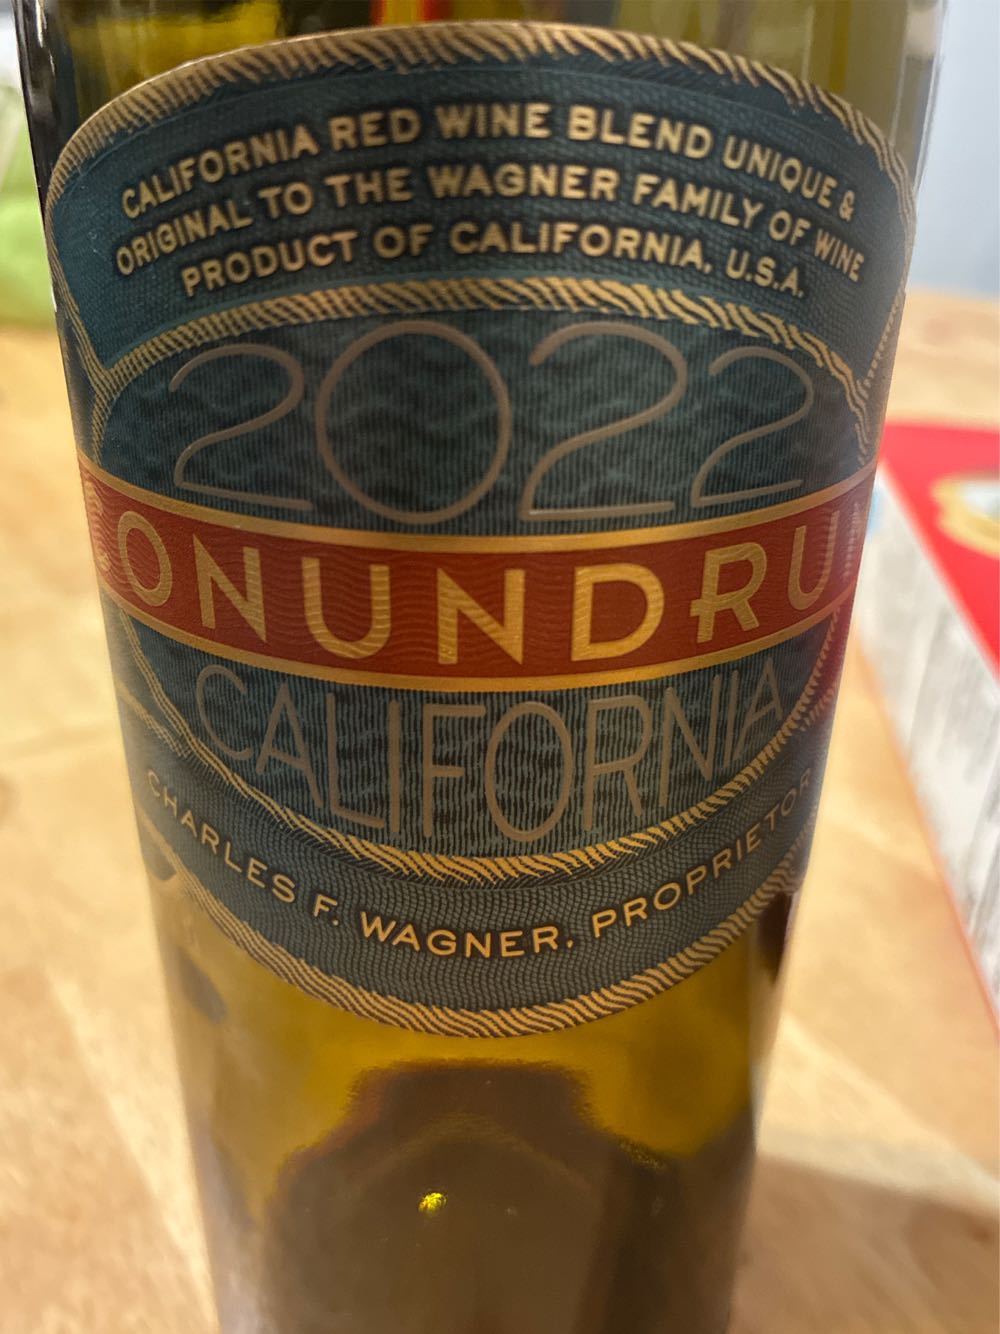 CALIFORNIA RED WINE BLEND UNIQUE &
ORIGINAL TO THE WAGNER FAMILY OF WINE
PRODUCT OF CALIFORNIA, U.S.A.
2022
CONUNDRUM
CALIFORNIA
CHARLES F. WAGNER, PROPRIETOR